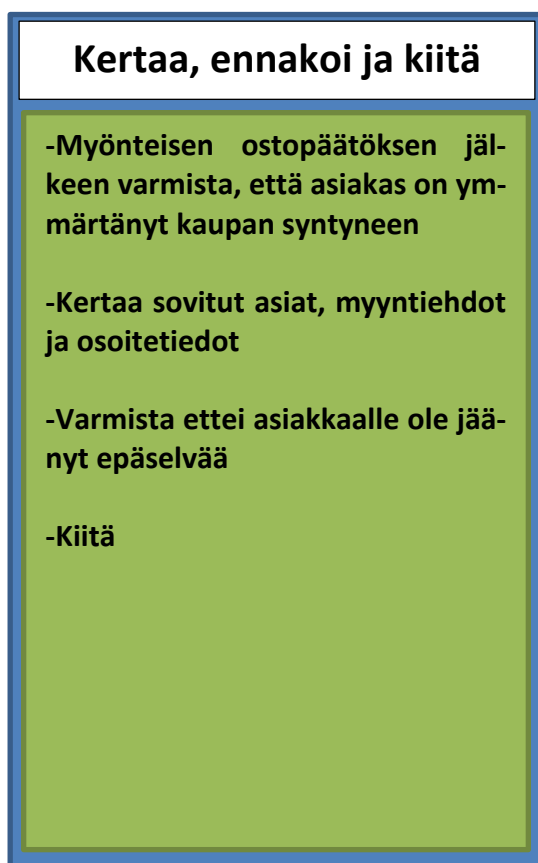 Kertaa, ennakoi ja kiitä
-Myönteisen ostopäätöksen jäl-
keen varmista, että asiakas on ym-
märtänyt kaupan syntyneen
-Kertaa sovitut asiat, myyntiehdot
ja osoitetiedot
-Varmista ettei asiakkaalle ole jää-
nyt epäselvää
-Kiitä